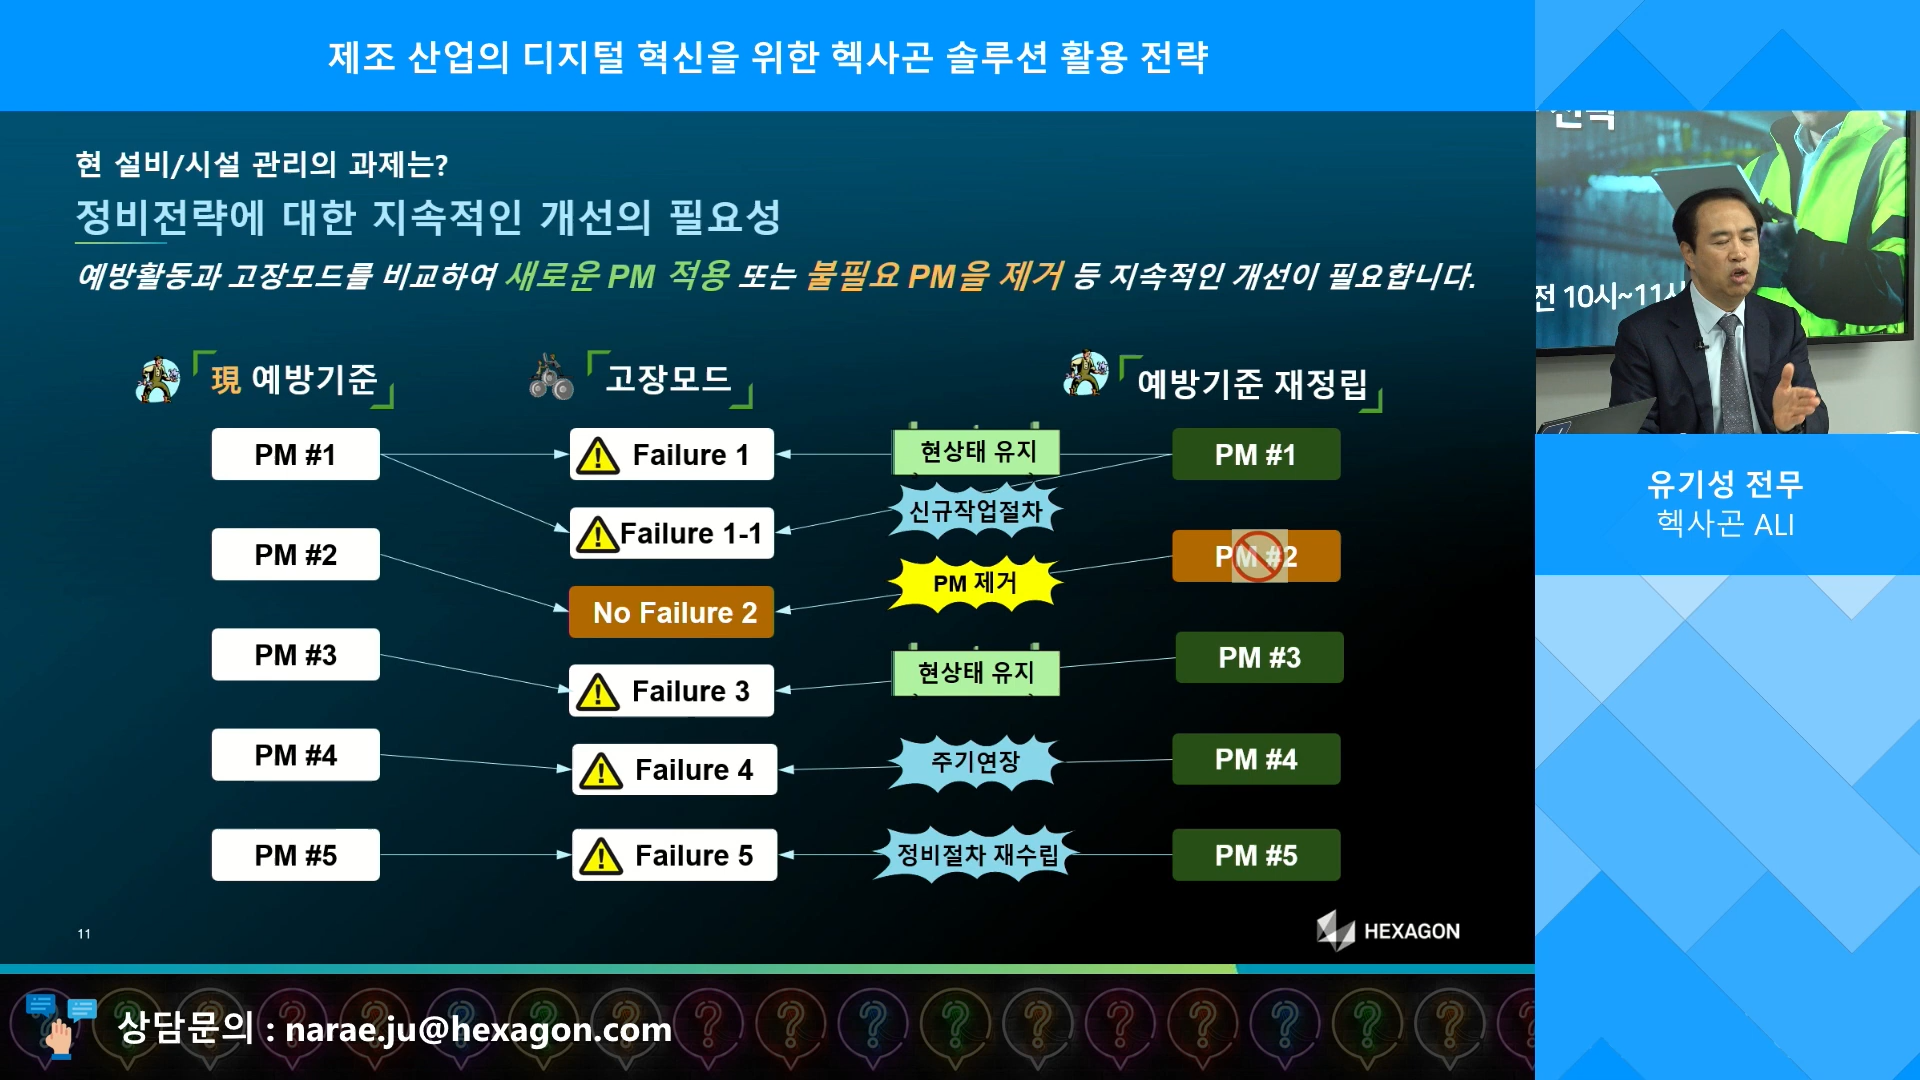 제조 산업의 디지털 혁신을 위한 헥사곤 솔루션 활용 전략
현 설비/시설 관리의 과제는?
정비전략에 대한 지속적인 개선의 필요성
예방활동과 고장모드를 비교하여 새로운 PM 적용 또는 불필요 PM을 제거 등 지속적인 개선이 필요합니다.
現 예방기준
고장모드
예방기준 재정립
PM #1
Failure 1
현상태 유지
PM #1
Failure 1-1
신규작업절차
PM #2
No Failure 2
PM 제거
PM #2
PM #3
Failure 3
현상태 유지
PM #3
PM #4
Failure 4
주기연장
PM #4
PM #5
Failure 5
정비절차 재수립
PM #5
11
HEXAGON
전 10시~11시
유기성 전무
헥사곤 ALI
상담문의 : narae.ju@hexagon.com